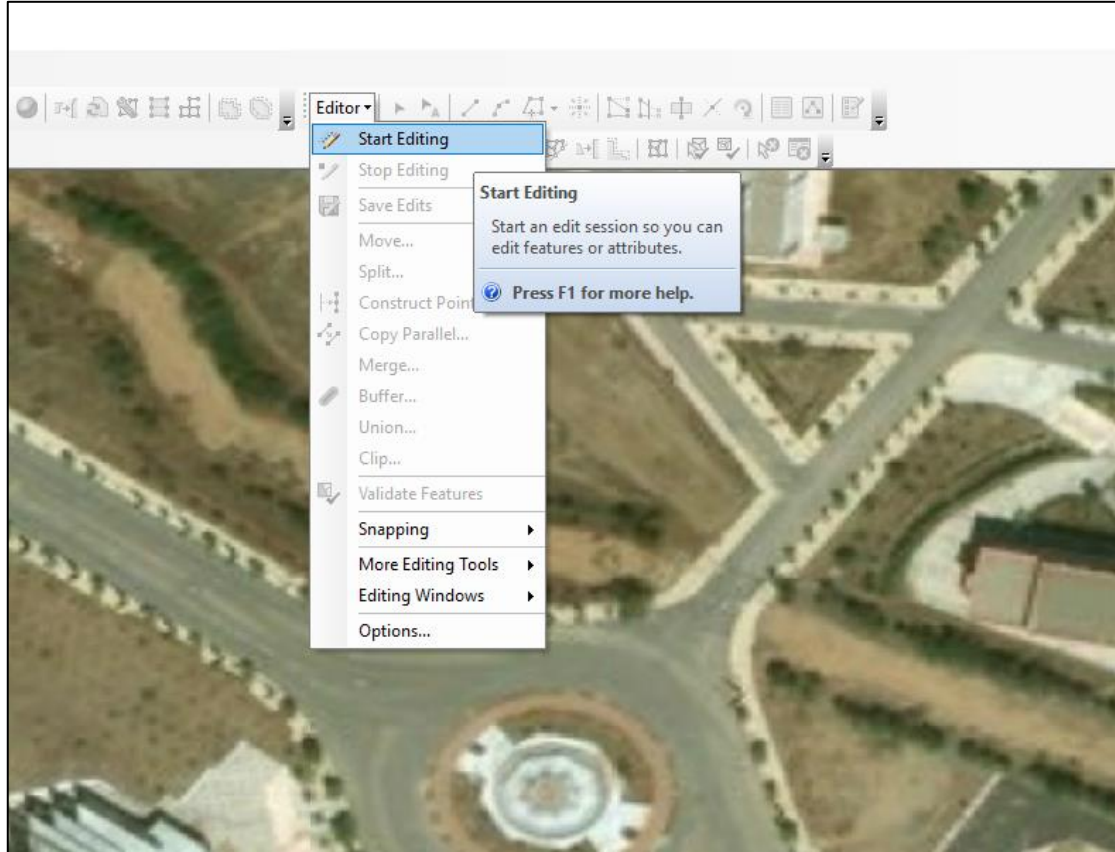 Editor
Start Editing
Stop Editing
Save Edits
Move...
Split...
Construct Point
Copy Parallel...
Merge...
Buffer...
Union...
Clip...
Validate Features
Snapping
More Editing Tools
Editing Windows
Options...
Start Editing
Start an edit session so you can
edit features or attributes.
Press F1 for more help.